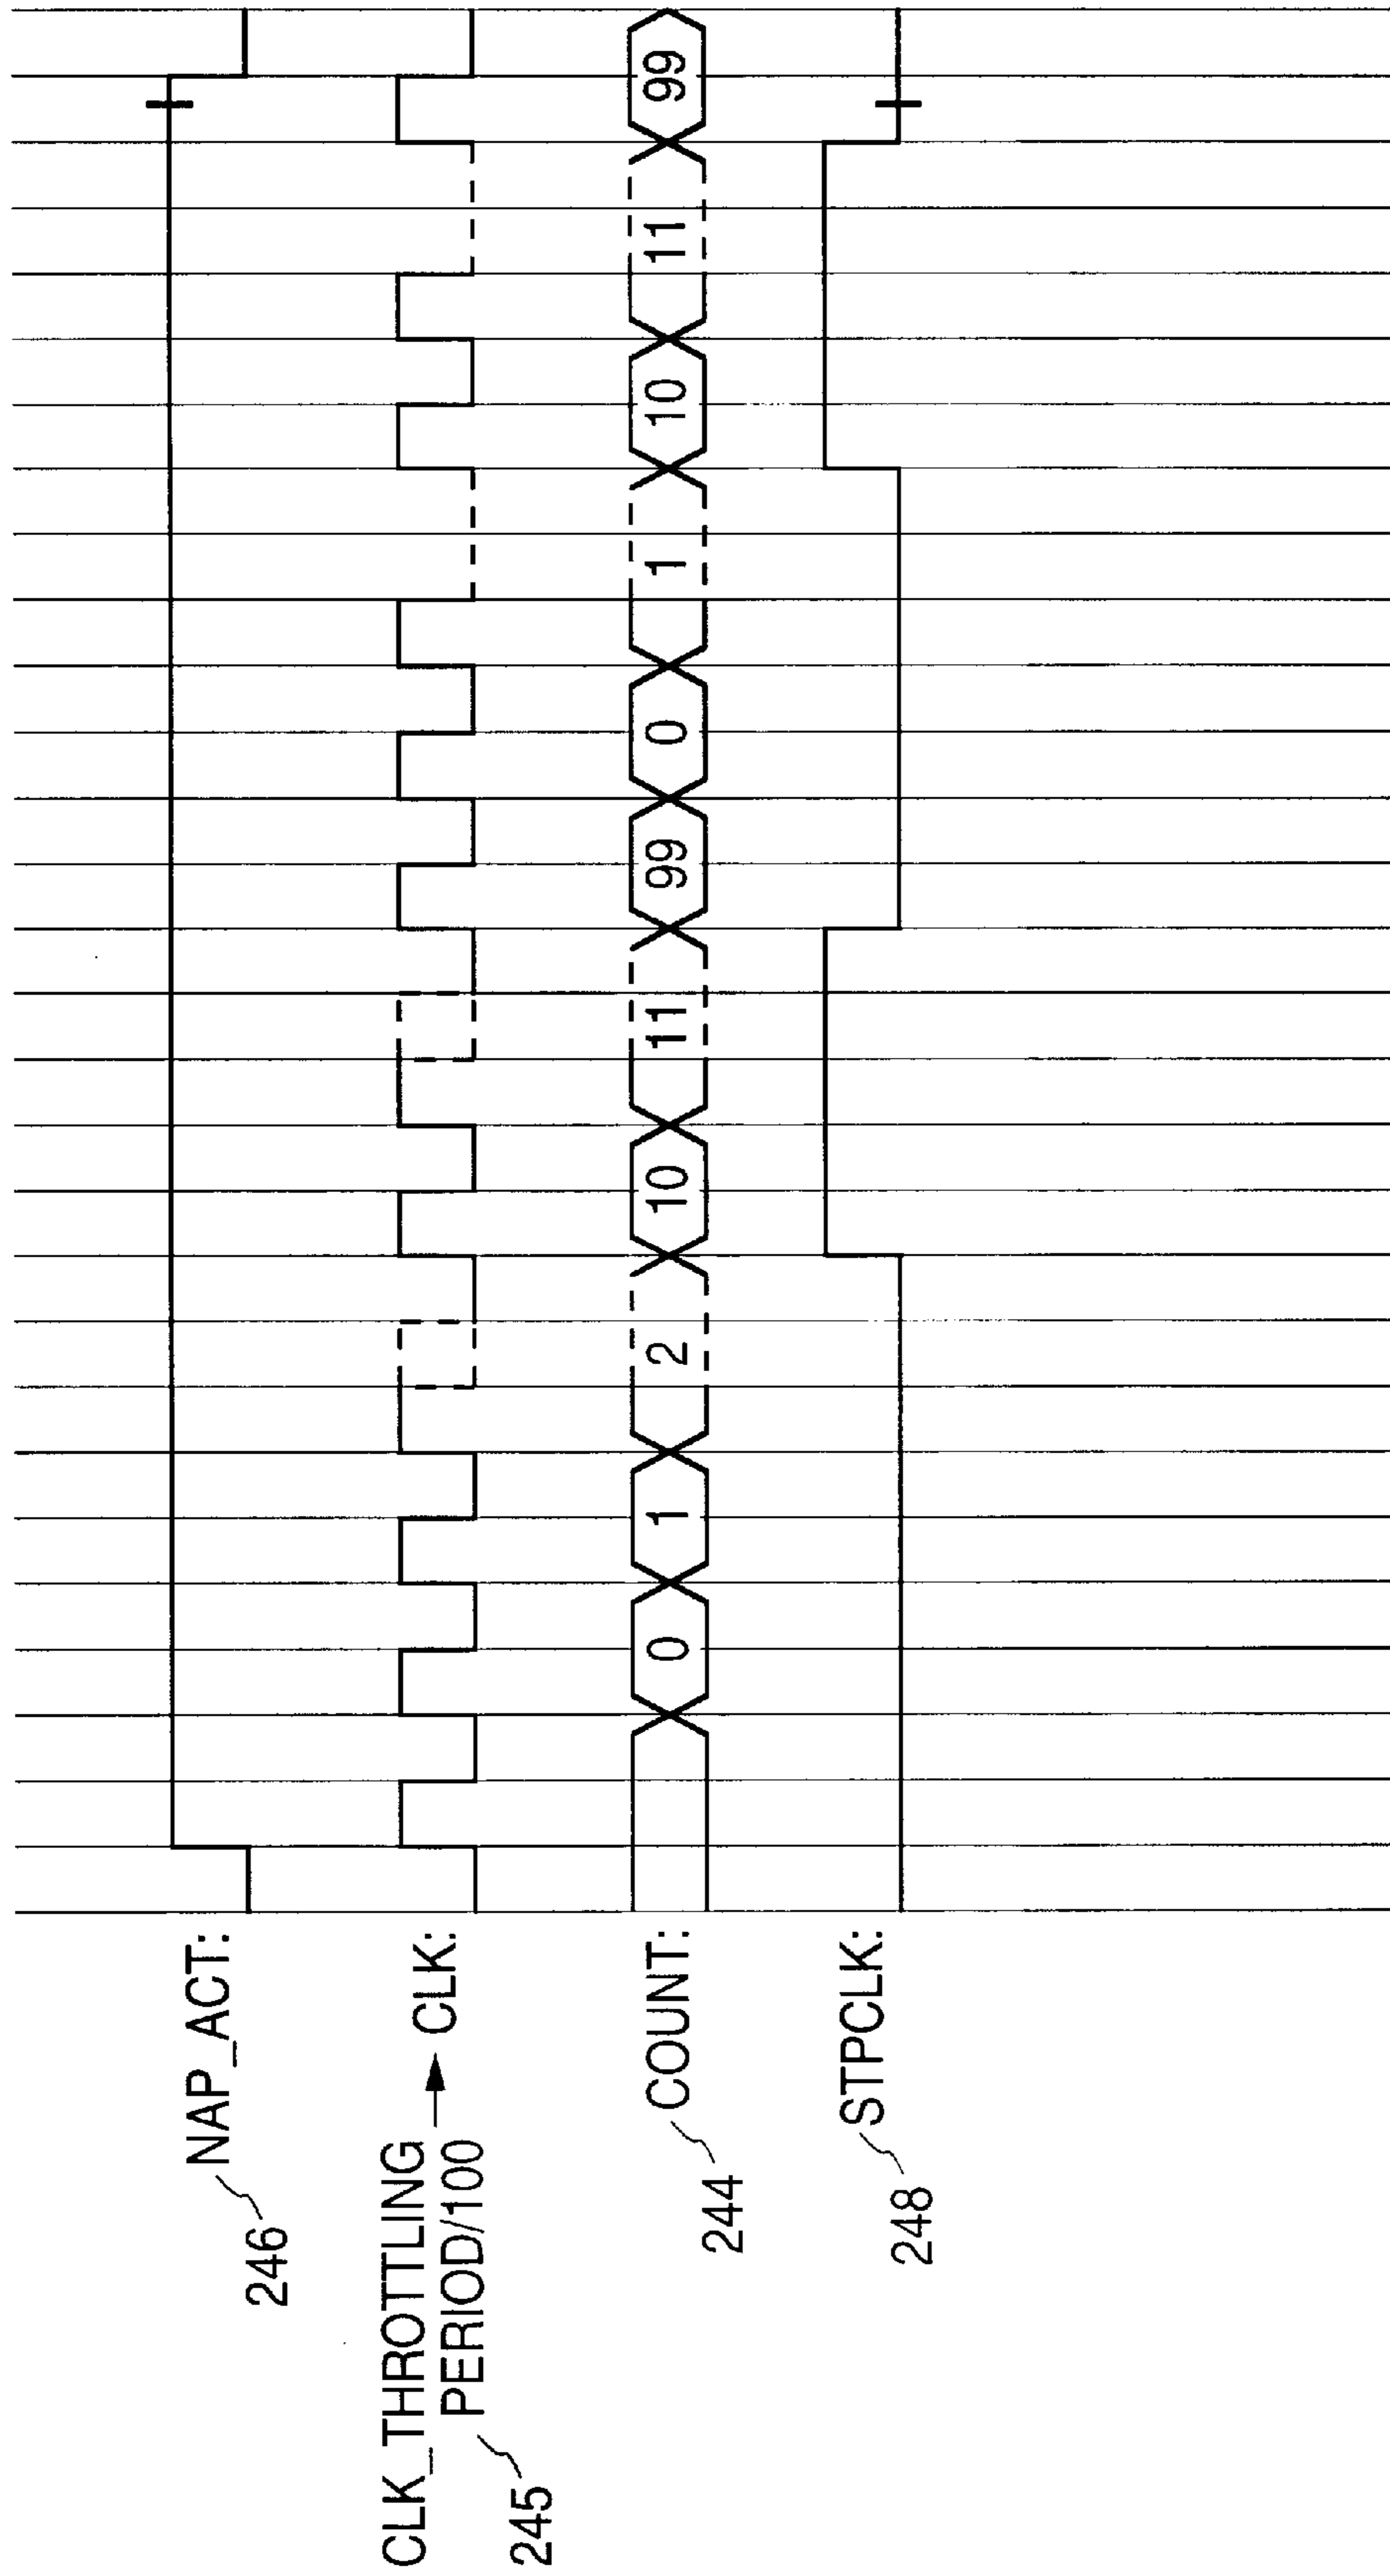 NAP_ACT:
246
CLK_THROTTLING → CLK:
PERIOD/100
245
COUNT: 0 1 2 10 11 99 0 1 10 11 99
244
STPCLK:
248